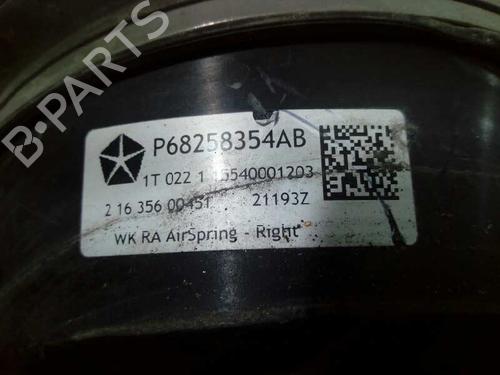 P68258354AB
1T 022 1 15540001203
2 16 356 00451 21193Z
WK RA AirSpring - Right
B-PARTS